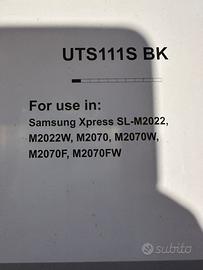 UTS111S BK
For use in:
Samsung Xpress SL-M2022,
M2022W, M2070, M2070W,
M2070F, M2070FW
subito